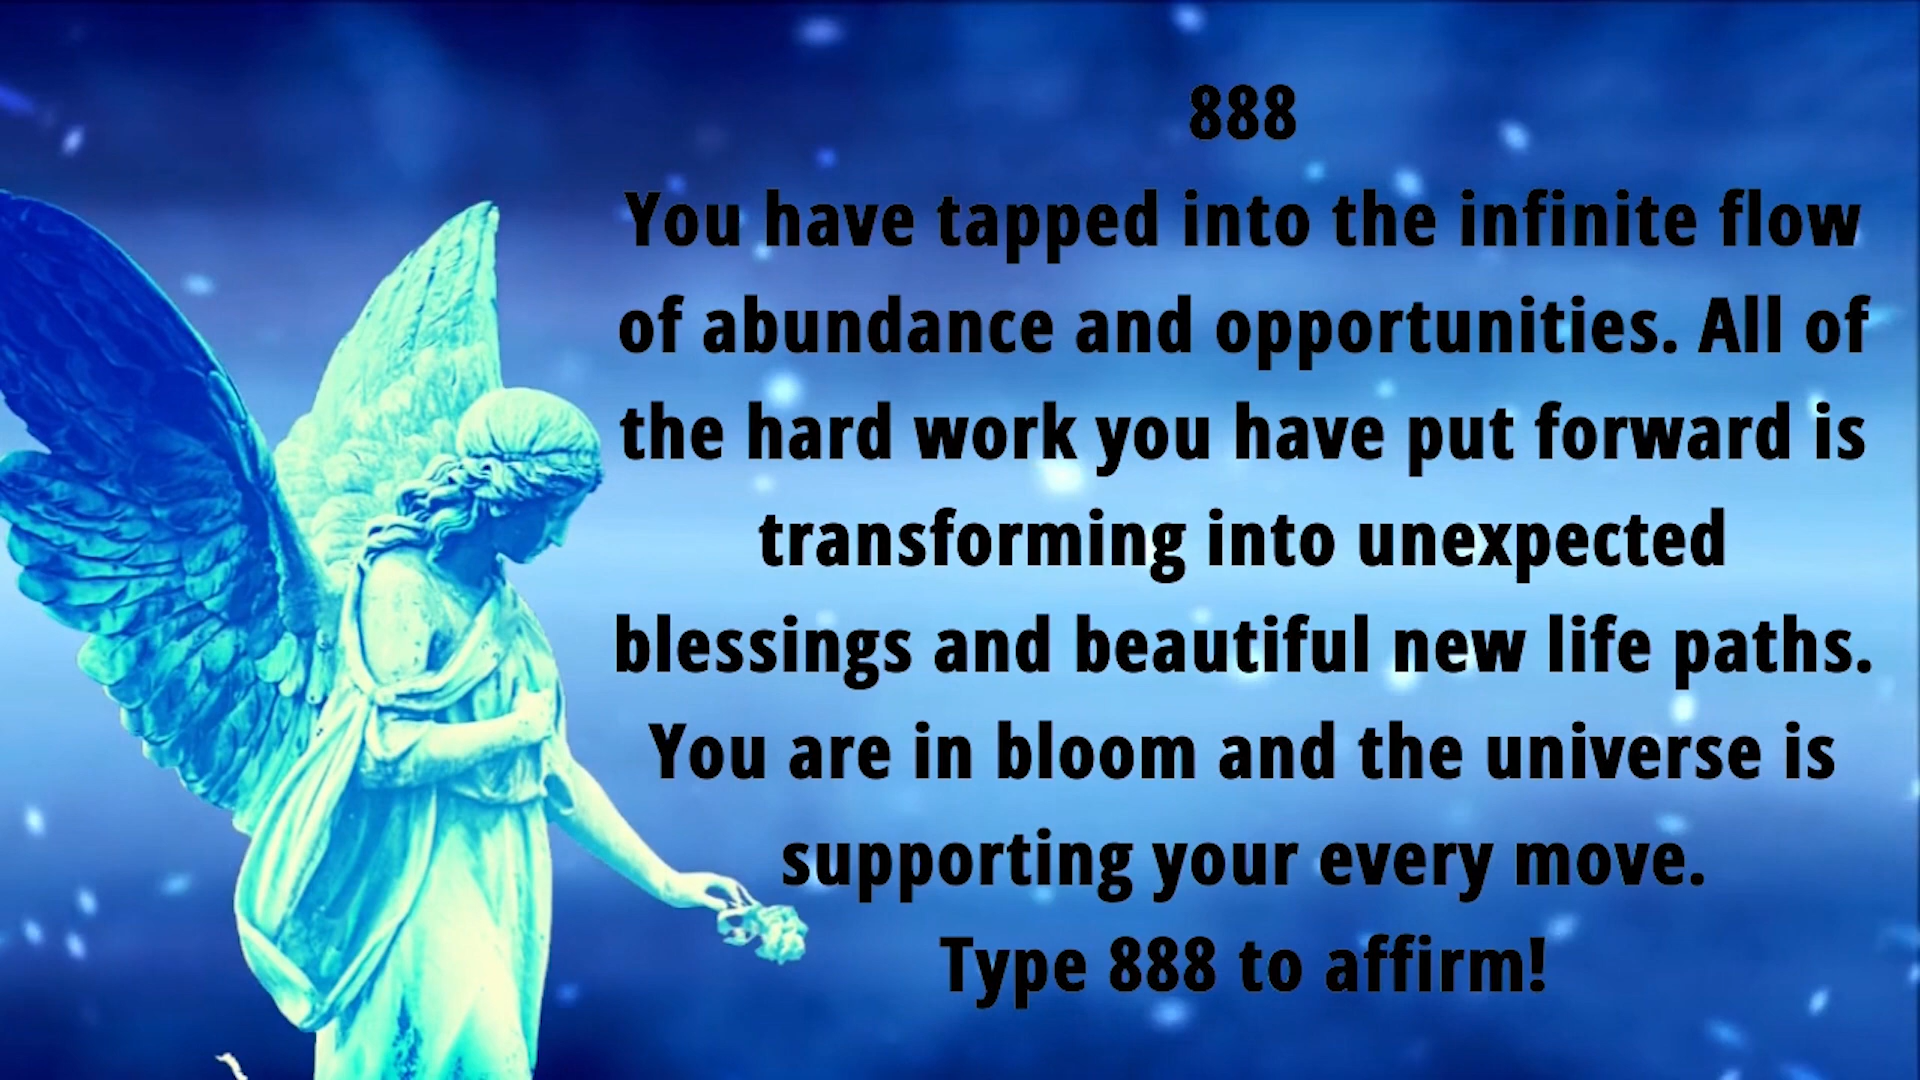 888
You have tapped into the infinite flow
of abundance and opportunities. All of
the hard work you have put forward is
transforming into unexpected
blessings and beautiful new life paths.
You are in bloom and the universe is
supporting your every move.
Type 888 to affirm!